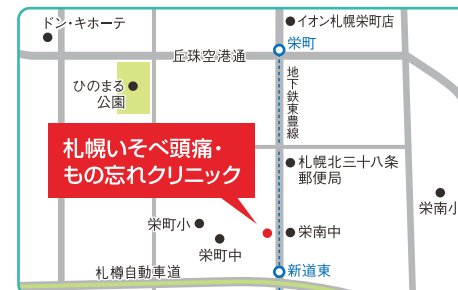 ドン・キホーテ
イオン札幌栄町店
栄町
丘珠空港通
地下鉄東豊線
ひのまる
公園
札幌いそべ頭痛・
もの忘れクリニック
札幌北三十八条
郵便局
栄南小
栄町小
栄町中
栄南中
札樽自動車道
新道東